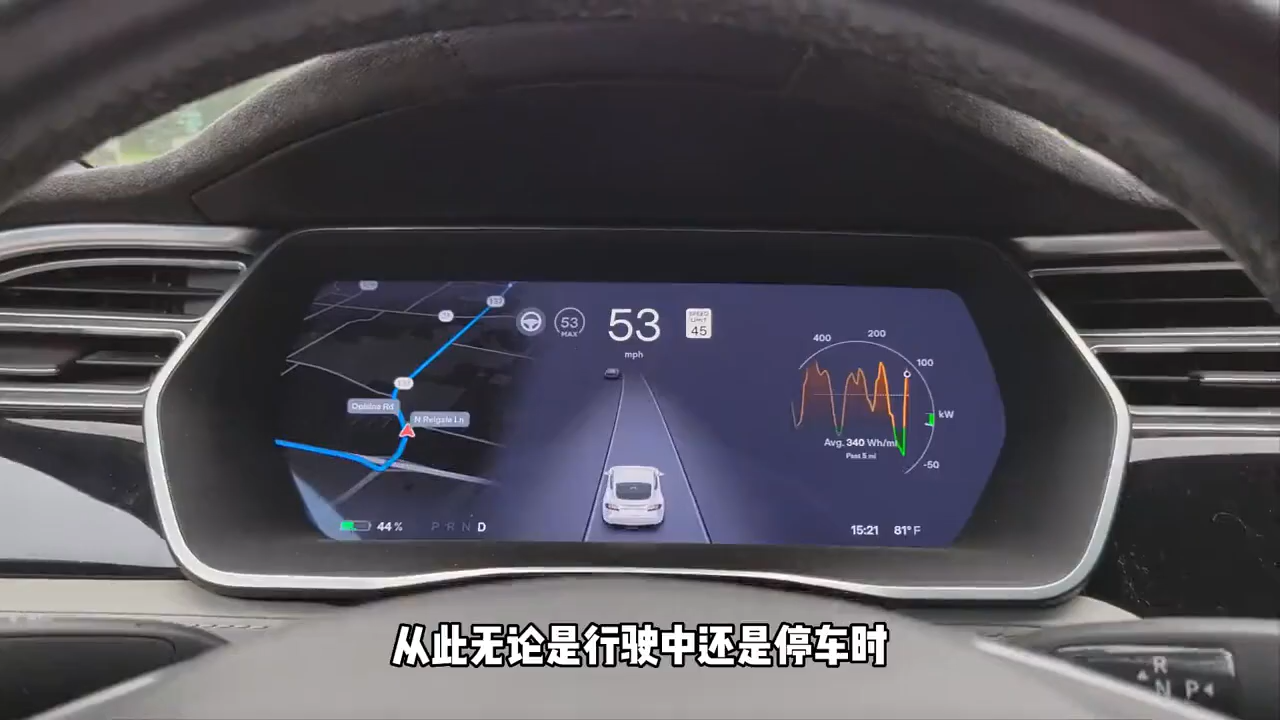 53
MAX
53
mph
SPEED
LIMIT
45
137
Opidna Rd
N Reigate Ln
44 %
P R N D
400
200
100
kW
-50
Avg. 340 Wh/mi
Past 5 mi
15:21
81°F
从此无论是行驶中还是停车时
R
N P